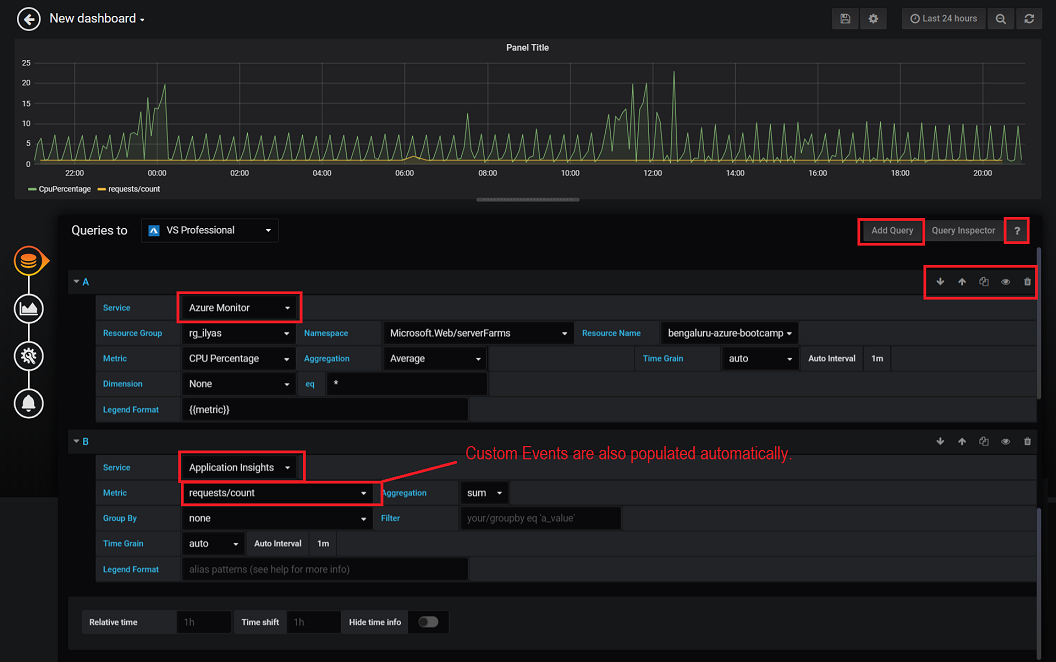 New dashboard
Last 24 hours
Panel Title
25
20
15
10
5
0
22:00 00:00 02:00 04:00 06:00 08:00 10:00 12:00 14:00 16:00 18:00 20:00
CpuPercentage requests/count
Queries to VS Professional Add Query Query Inspector ?
A
Service Azure Monitor
Resource Group rg_ilyas Namespace Microsoft.Web/serverFarms Resource Name bengaluru-azure-bootcamp
Metric CPU Percentage Aggregation Average Time Grain auto Auto Interval 1m
Dimension None eq *
Legend Format {{metric}}
B
Custom Events are also populated automatically.
Service Application Insights
Metric requests/count Aggregation sum
Group By none Filter your/groupby eq 'a_value'
Time Grain auto Auto Interval 1m
Legend Format alias patterns (see help for more info)
Relative time 1h Time shift 1h Hide time info